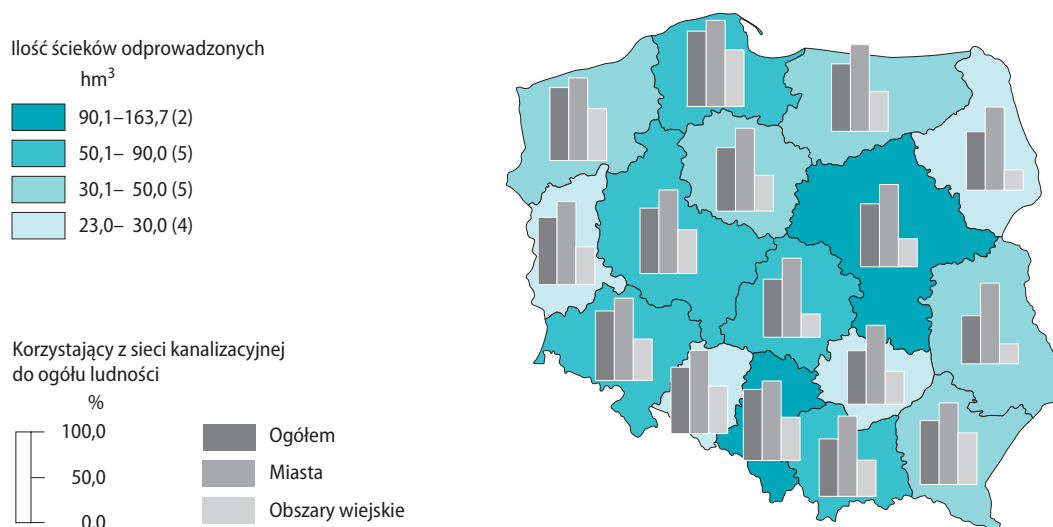 Ilość ścieków odprowadzonych
hm³
90,1–163,7 (2)
50,1– 90,0 (5)
30,1– 50,0 (5)
23,0– 30,0 (4)
Korzystający z sieci kanalizacyjnej
do ogółu ludności
%
100,0
50,0
0,0
Ogółem
Miasta
Obszary wiejskie